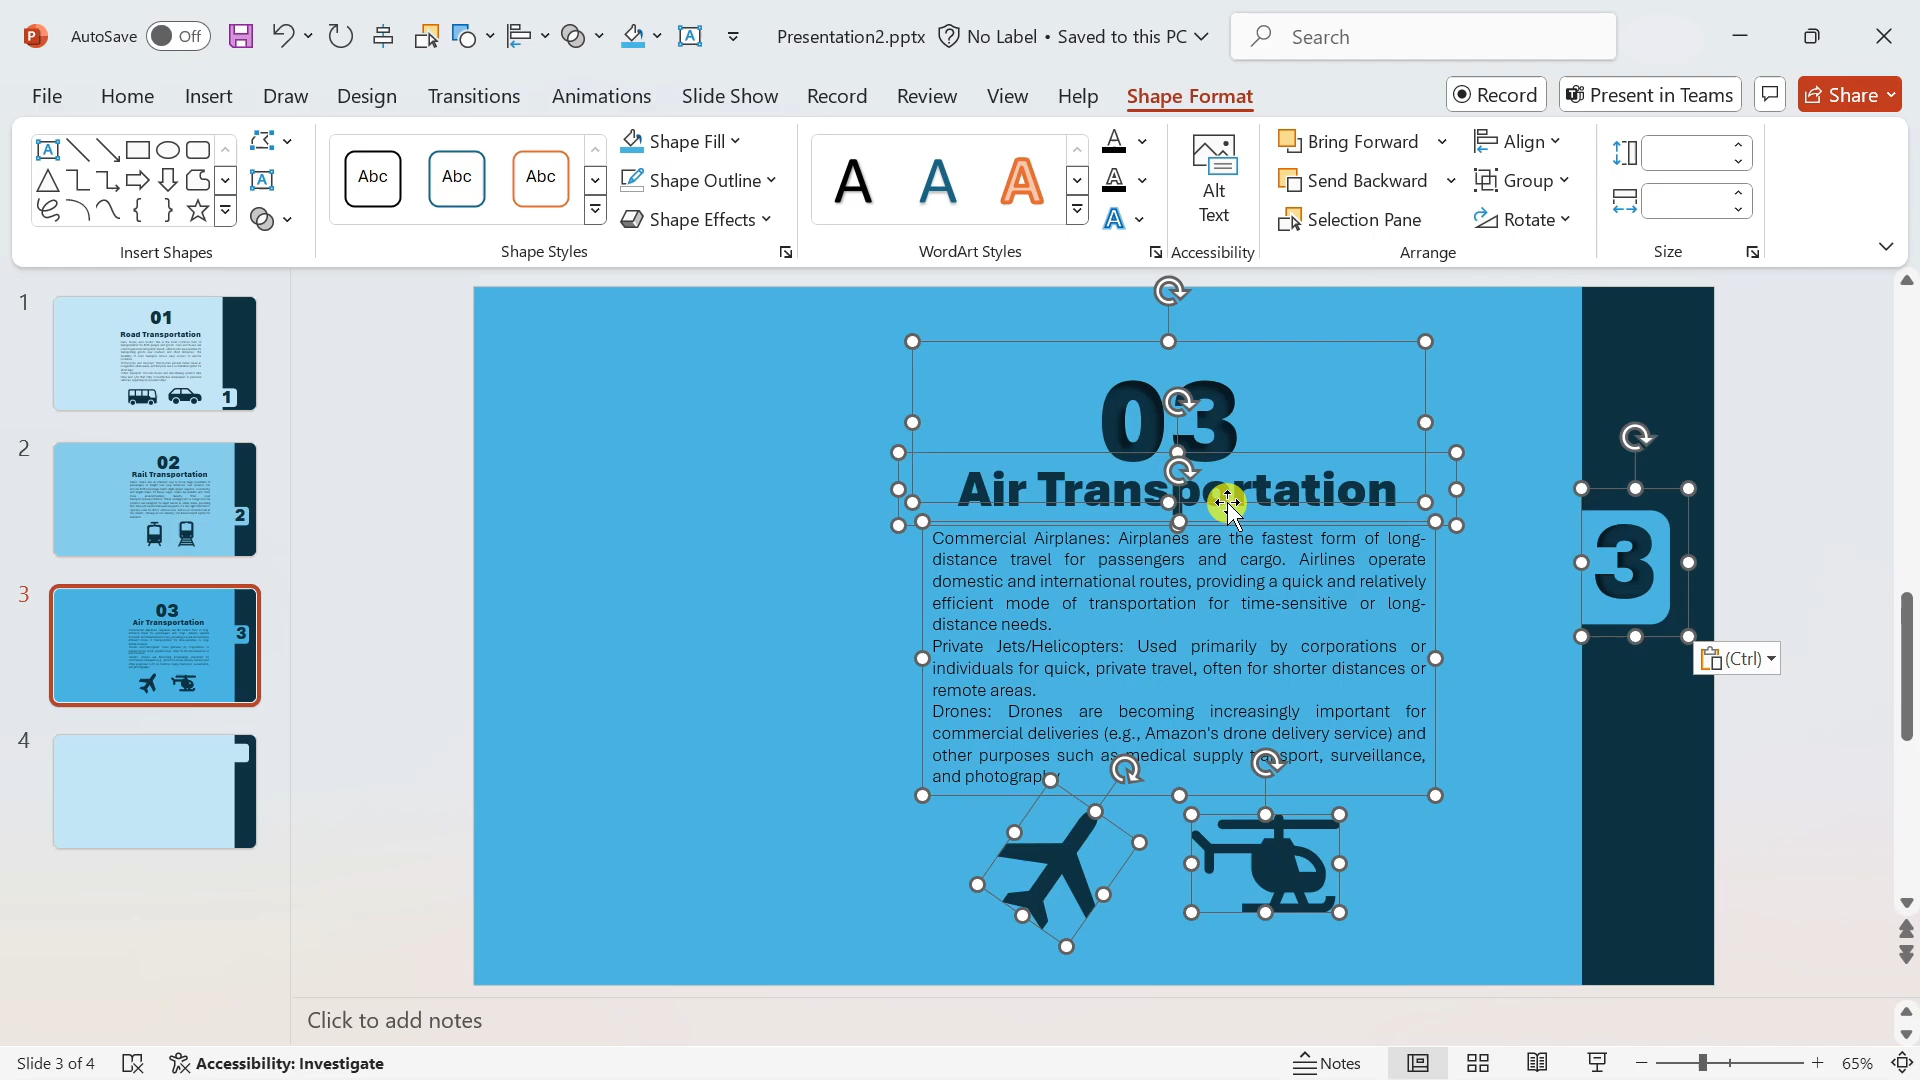 AutoSave Off Presentation2.pptx No Label • Saved to this PC Search
File Home Insert Draw Design Transitions Animations Slide Show Record Review View Help Shape Format Record Present in Teams Share
Abc Abc Abc
Shape Fill
Shape Outline
Shape Effects
A A A
Alt
Text
Bring Forward
Send Backward
Selection Pane
Align
Group
Rotate
Insert Shapes Shape Styles WordArt Styles Accessibility Arrange Size
1
01
Road Transportation
1
2
02
Rail Transportation
2
3
03
Air Transportation
3
4
03
Air Transportation
Commercial Airplanes: Airplanes are the fastest form of long-
distance travel for passengers and cargo. Airlines operate
domestic and international routes, providing a quick and relatively
efficient mode of transportation for time-sensitive or long-
distance needs.
Private Jets/Helicopters: Used primarily by corporations or
individuals for quick, private travel, often for shorter distances or
remote areas.
Drones: Drones are becoming increasingly important for
commercial deliveries (e.g., Amazon's drone delivery service) and
other purposes such as medical supply transport, surveillance,
and photography
3
(Ctrl)
Click to add notes
Slide 3 of 4 Accessibility: Investigate Notes 65%